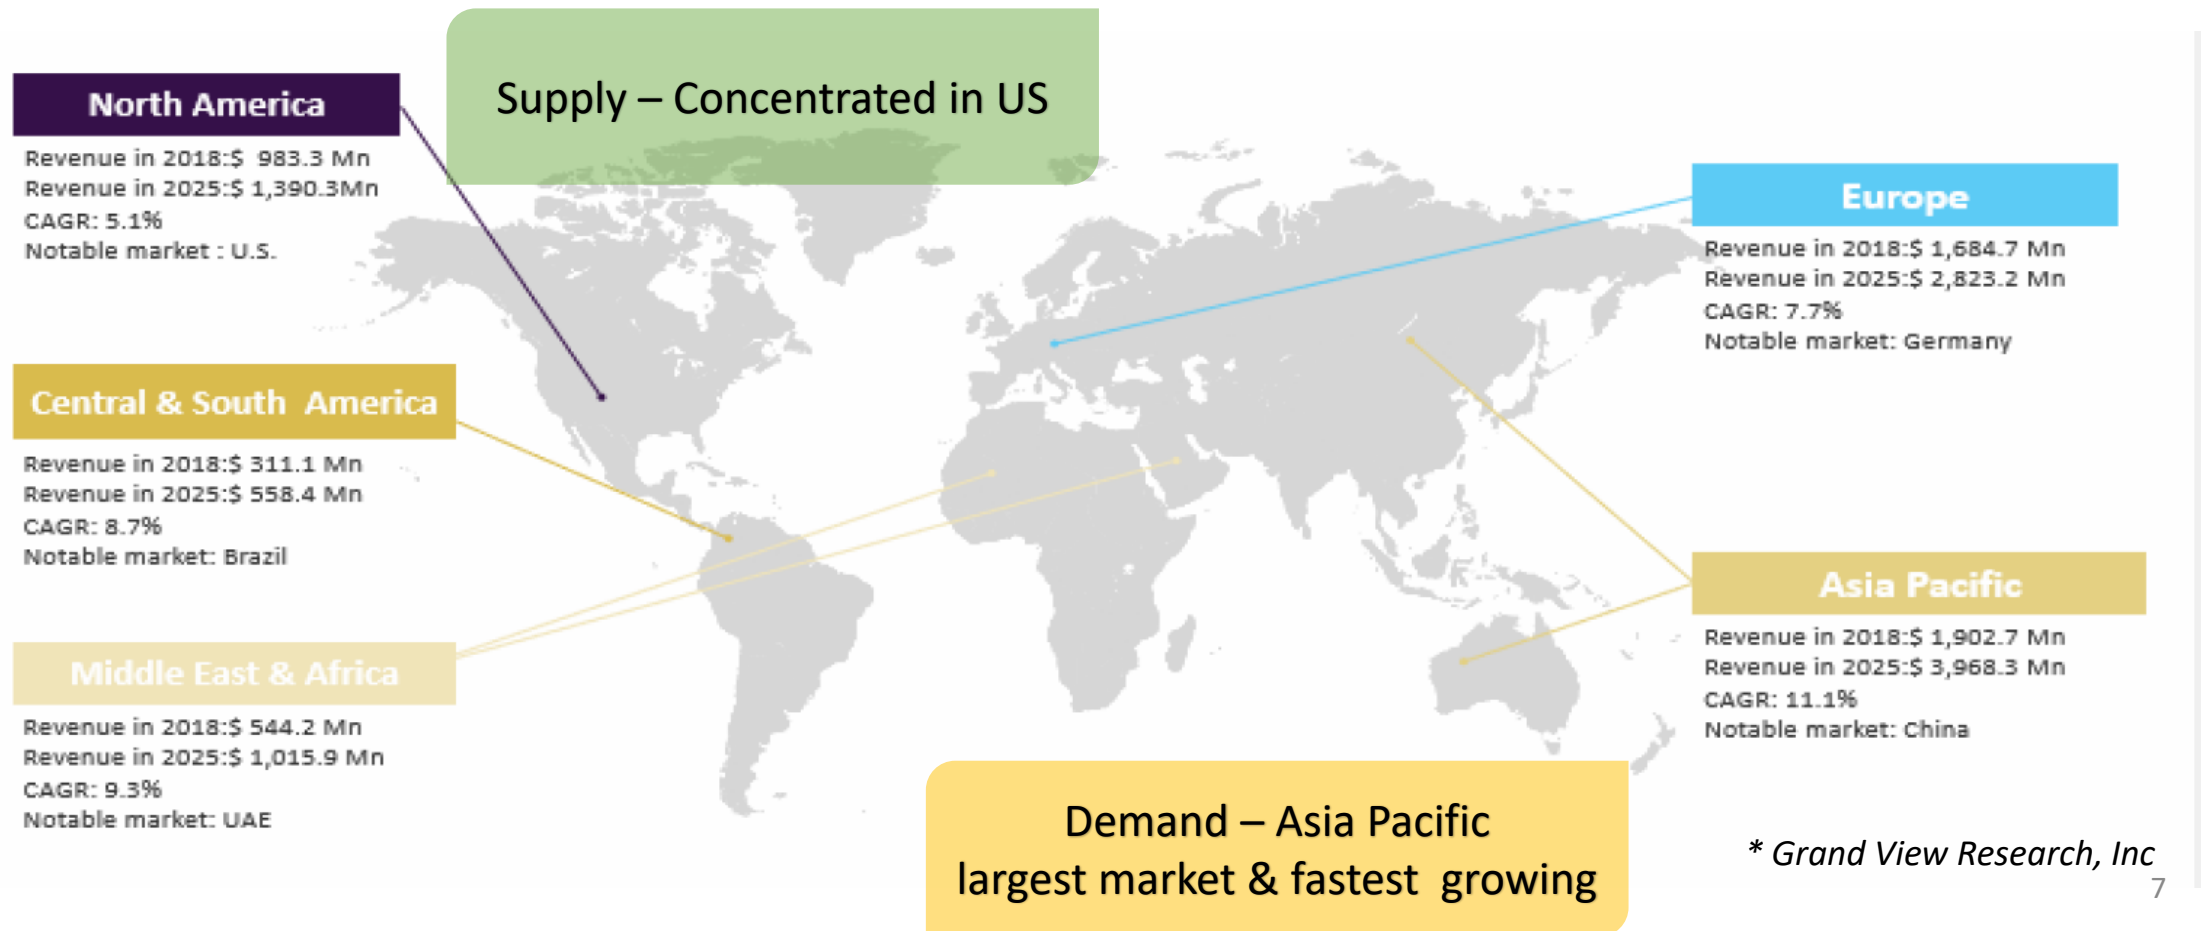 Supply – Concentrated in US
North America
Revenue in 2018:$ 983.3 Mn
Revenue in 2025:$ 1,390.3Mn
CAGR: 5.1%
Notable market : U.S.
Europe
Revenue in 2018:$ 1,684.7 Mn
Revenue in 2025:$ 2,823.2 Mn
CAGR: 7.7%
Notable market: Germany
Central & South America
Revenue in 2018:$ 311.1 Mn
Revenue in 2025:$ 558.4 Mn
CAGR: 8.7%
Notable market: Brazil
Asia Pacific
Revenue in 2018:$ 1,902.7 Mn
Revenue in 2025:$ 3,968.3 Mn
CAGR: 11.1%
Notable market: China
Middle East & Africa
Revenue in 2018:$ 544.2 Mn
Revenue in 2025:$ 1,015.9 Mn
CAGR: 9.3%
Notable market: UAE
Demand – Asia Pacific
largest market & fastest growing
* Grand View Research, Inc
7